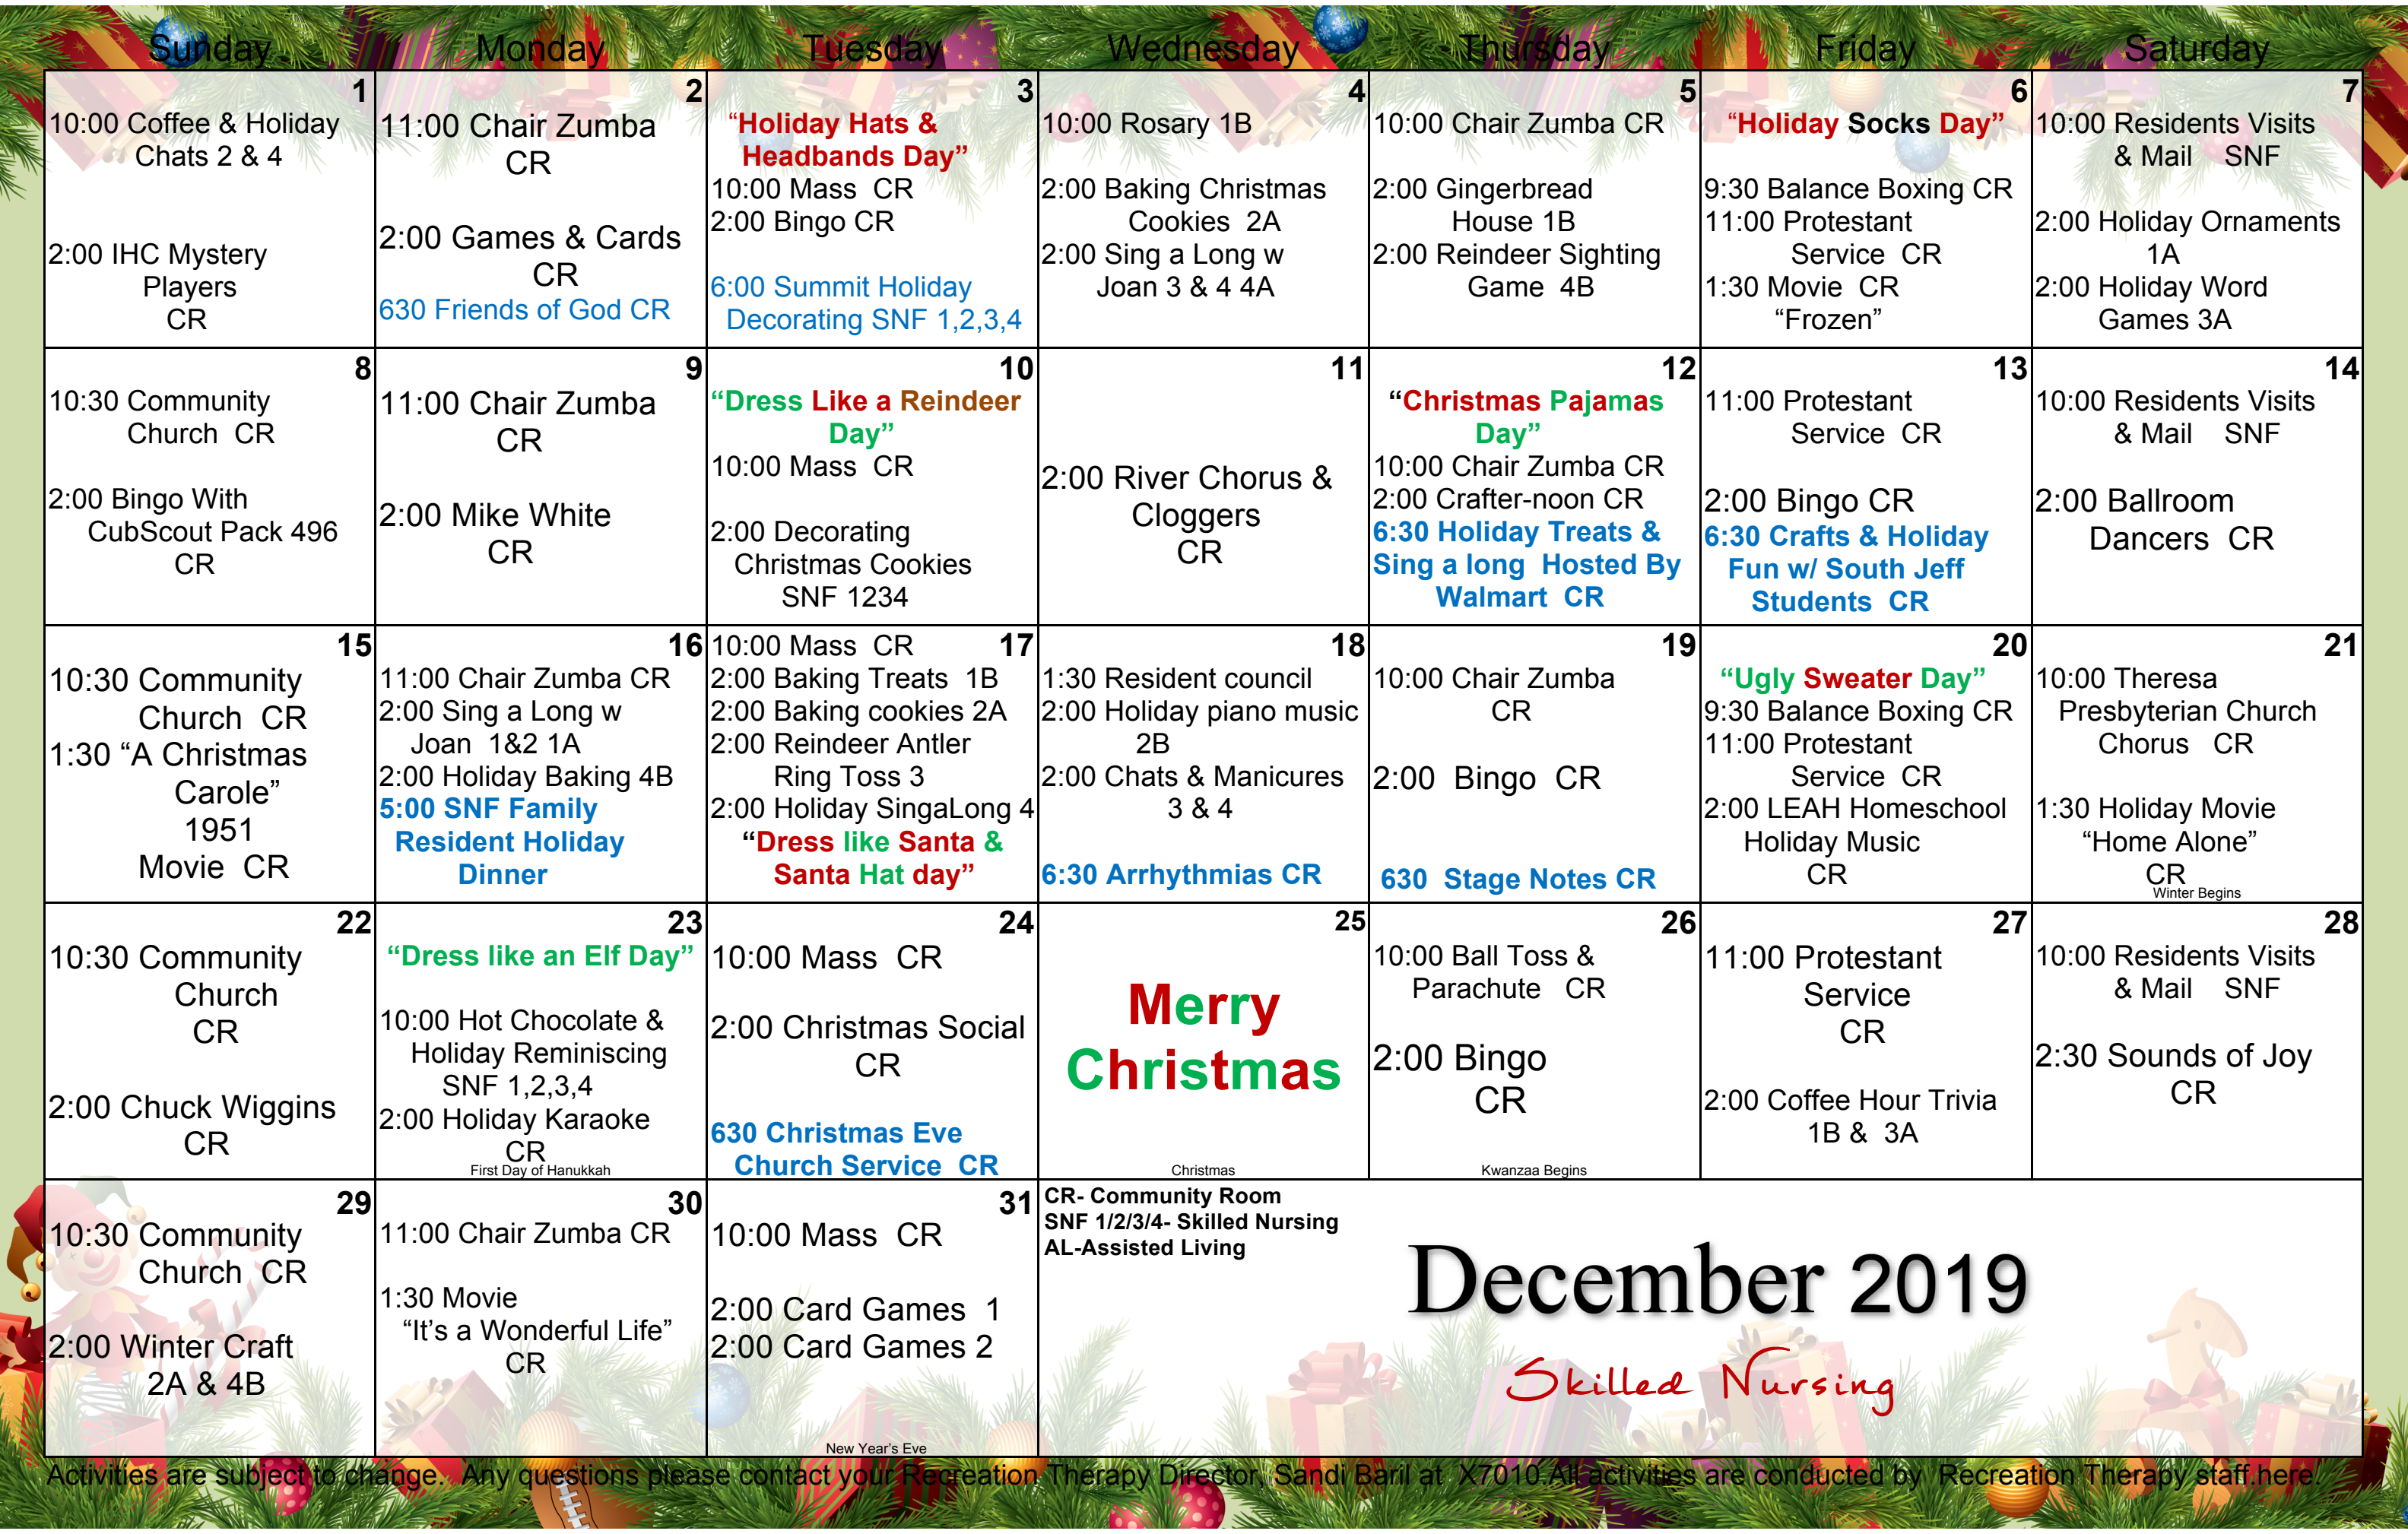 Sunday Monday Tuesday Wednesday Thursday Friday Saturday
1
10:00 Coffee & Holiday
Chats 2 & 4
2:00 IHC Mystery
Players
CR
2
11:00 Chair Zumba
CR
2:00 Games & Cards
CR
630 Friends of God CR
3
“Holiday Hats &
Headbands Day”
10:00 Mass CR
2:00 Bingo CR
6:00 Summit Holiday
Decorating SNF 1,2,3,4
4
10:00 Rosary 1B
2:00 Baking Christmas
Cookies 2A
2:00 Sing a Long w
Joan 3 & 4 4A
5
10:00 Chair Zumba CR
2:00 Gingerbread
House 1B
2:00 Reindeer Sighting
Game 4B
6
“Holiday Socks Day”
9:30 Balance Boxing CR
11:00 Protestant
Service CR
1:30 Movie CR
“Frozen”
7
10:00 Residents Visits
& Mail SNF
2:00 Holiday Ornaments
1A
2:00 Holiday Word
Games 3A
8
10:30 Community
Church CR
2:00 Bingo With
CubScout Pack 496
CR
9
11:00 Chair Zumba
CR
2:00 Mike White
CR
10
“Dress Like a Reindeer
Day”
10:00 Mass CR
2:00 Decorating
Christmas Cookies
SNF 1234
11
2:00 River Chorus &
Cloggers
CR
12
“Christmas Pajamas
Day”
10:00 Chair Zumba CR
2:00 Crafter-noon CR
6:30 Holiday Treats &
Sing a long Hosted By
Walmart CR
13
11:00 Protestant
Service CR
2:00 Bingo CR
6:30 Crafts & Holiday
Fun w/ South Jeff
Students CR
14
10:00 Residents Visits
& Mail SNF
2:00 Ballroom
Dancers CR
15
10:30 Community
Church CR
1:30 “A Christmas
Carole”
1951
Movie CR
16
11:00 Chair Zumba CR
2:00 Sing a Long w
Joan 1&2 1A
2:00 Holiday Baking 4B
5:00 SNF Family
Resident Holiday
Dinner
10:00 Mass CR 17
2:00 Baking Treats 1B
2:00 Baking cookies 2A
2:00 Reindeer Antler
Ring Toss 3
2:00 Holiday SingaLong 4
“Dress like Santa &
Santa Hat day”
18
1:30 Resident council
2:00 Holiday piano music
2B
2:00 Chats & Manicures
3 & 4
6:30 Arrhythmias CR
19
10:00 Chair Zumba
CR
2:00 Bingo CR
630 Stage Notes CR
20
“Ugly Sweater Day”
9:30 Balance Boxing CR
11:00 Protestant
Service CR
2:00 LEAH Homeschool
Holiday Music
CR
21
10:00 Theresa
Presbyterian Church
Chorus CR
1:30 Holiday Movie
“Home Alone”
CR
Winter Begins
22
10:30 Community
Church
CR
2:00 Chuck Wiggins
CR
23
“Dress like an Elf Day”
10:00 Hot Chocolate &
Holiday Reminiscing
SNF 1,2,3,4
2:00 Holiday Karaoke
CR
First Day of Hanukkah
24
10:00 Mass CR
2:00 Christmas Social
CR
630 Christmas Eve
Church Service CR
25
Merry
Christmas
Christmas
26
10:00 Ball Toss &
Parachute CR
2:00 Bingo
CR
Kwanzaa Begins
27
11:00 Protestant
Service
CR
2:00 Coffee Hour Trivia
1B & 3A
28
10:00 Residents Visits
& Mail SNF
2:30 Sounds of Joy
CR
29
10:30 Community
Church CR
2:00 Winter Craft
2A & 4B
30
11:00 Chair Zumba CR
1:30 Movie
“It’s a Wonderful Life”
CR
31
10:00 Mass CR
2:00 Card Games 1
2:00 Card Games 2
New Year’s Eve
CR- Community Room
SNF 1/2/3/4- Skilled Nursing
AL-Assisted Living
December 2019
Skilled Nursing
Activities are subject to change. Any questions please contact your Recreation Therapy Director, Sandi Baril at X7010.All activities are conducted by Recreation Therapy staff.here.